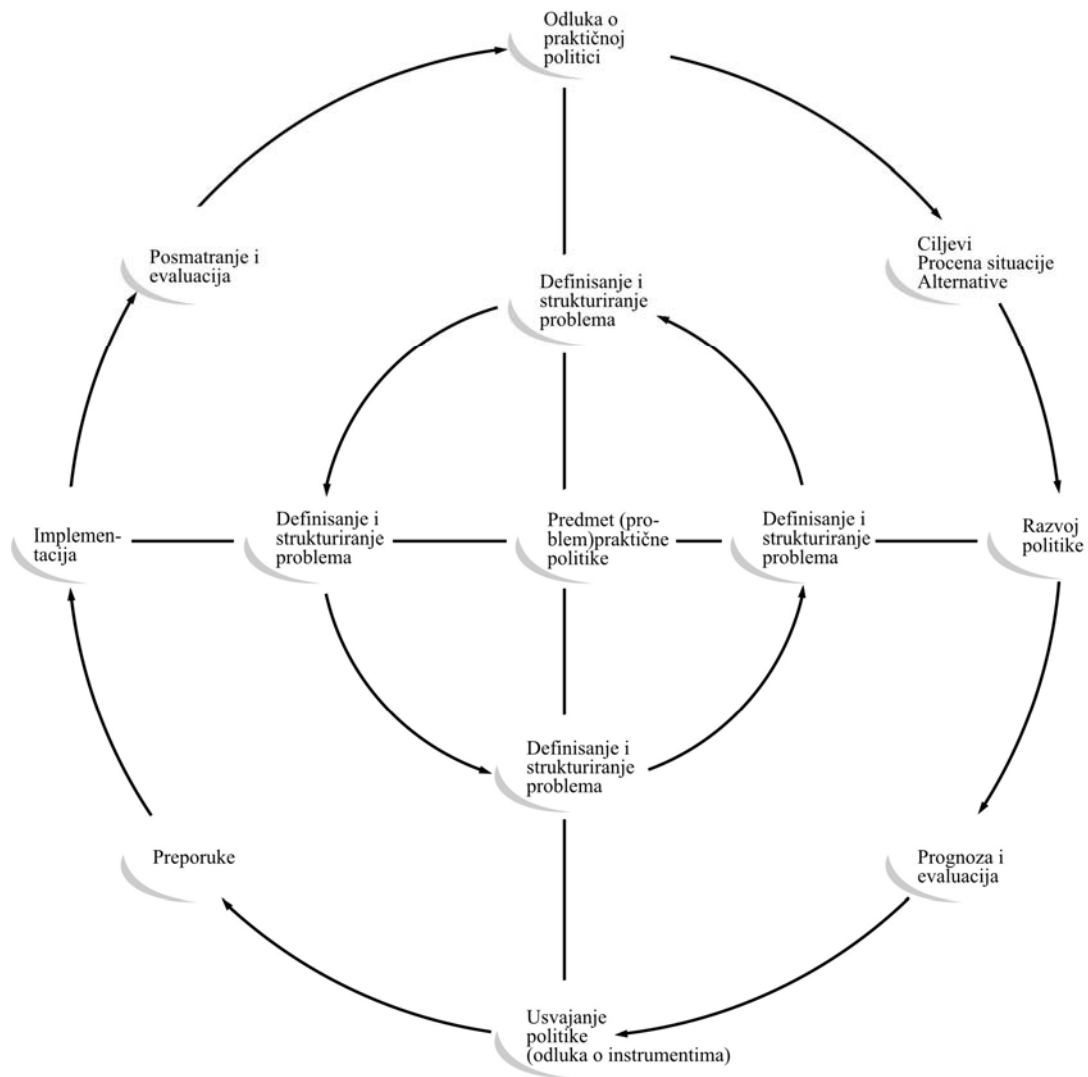 Odluka o
praktičnoj
politici
Posmatranje i
evaluacija
Ciljevi
Procena situacije
Alternative
Definisanje i
strukturiranje
problema
Implemen-
tacija
Definisanje i
strukturiranje
problema
Predmet (pro-
blem)praktične
politike
Definisanje i
strukturiranje
problema
Razvoj
politike
Definisanje i
strukturiranje
problema
Preporuke
Prognoza i
evaluacija
Usvajanje
politike
(odluka o instrumentima)